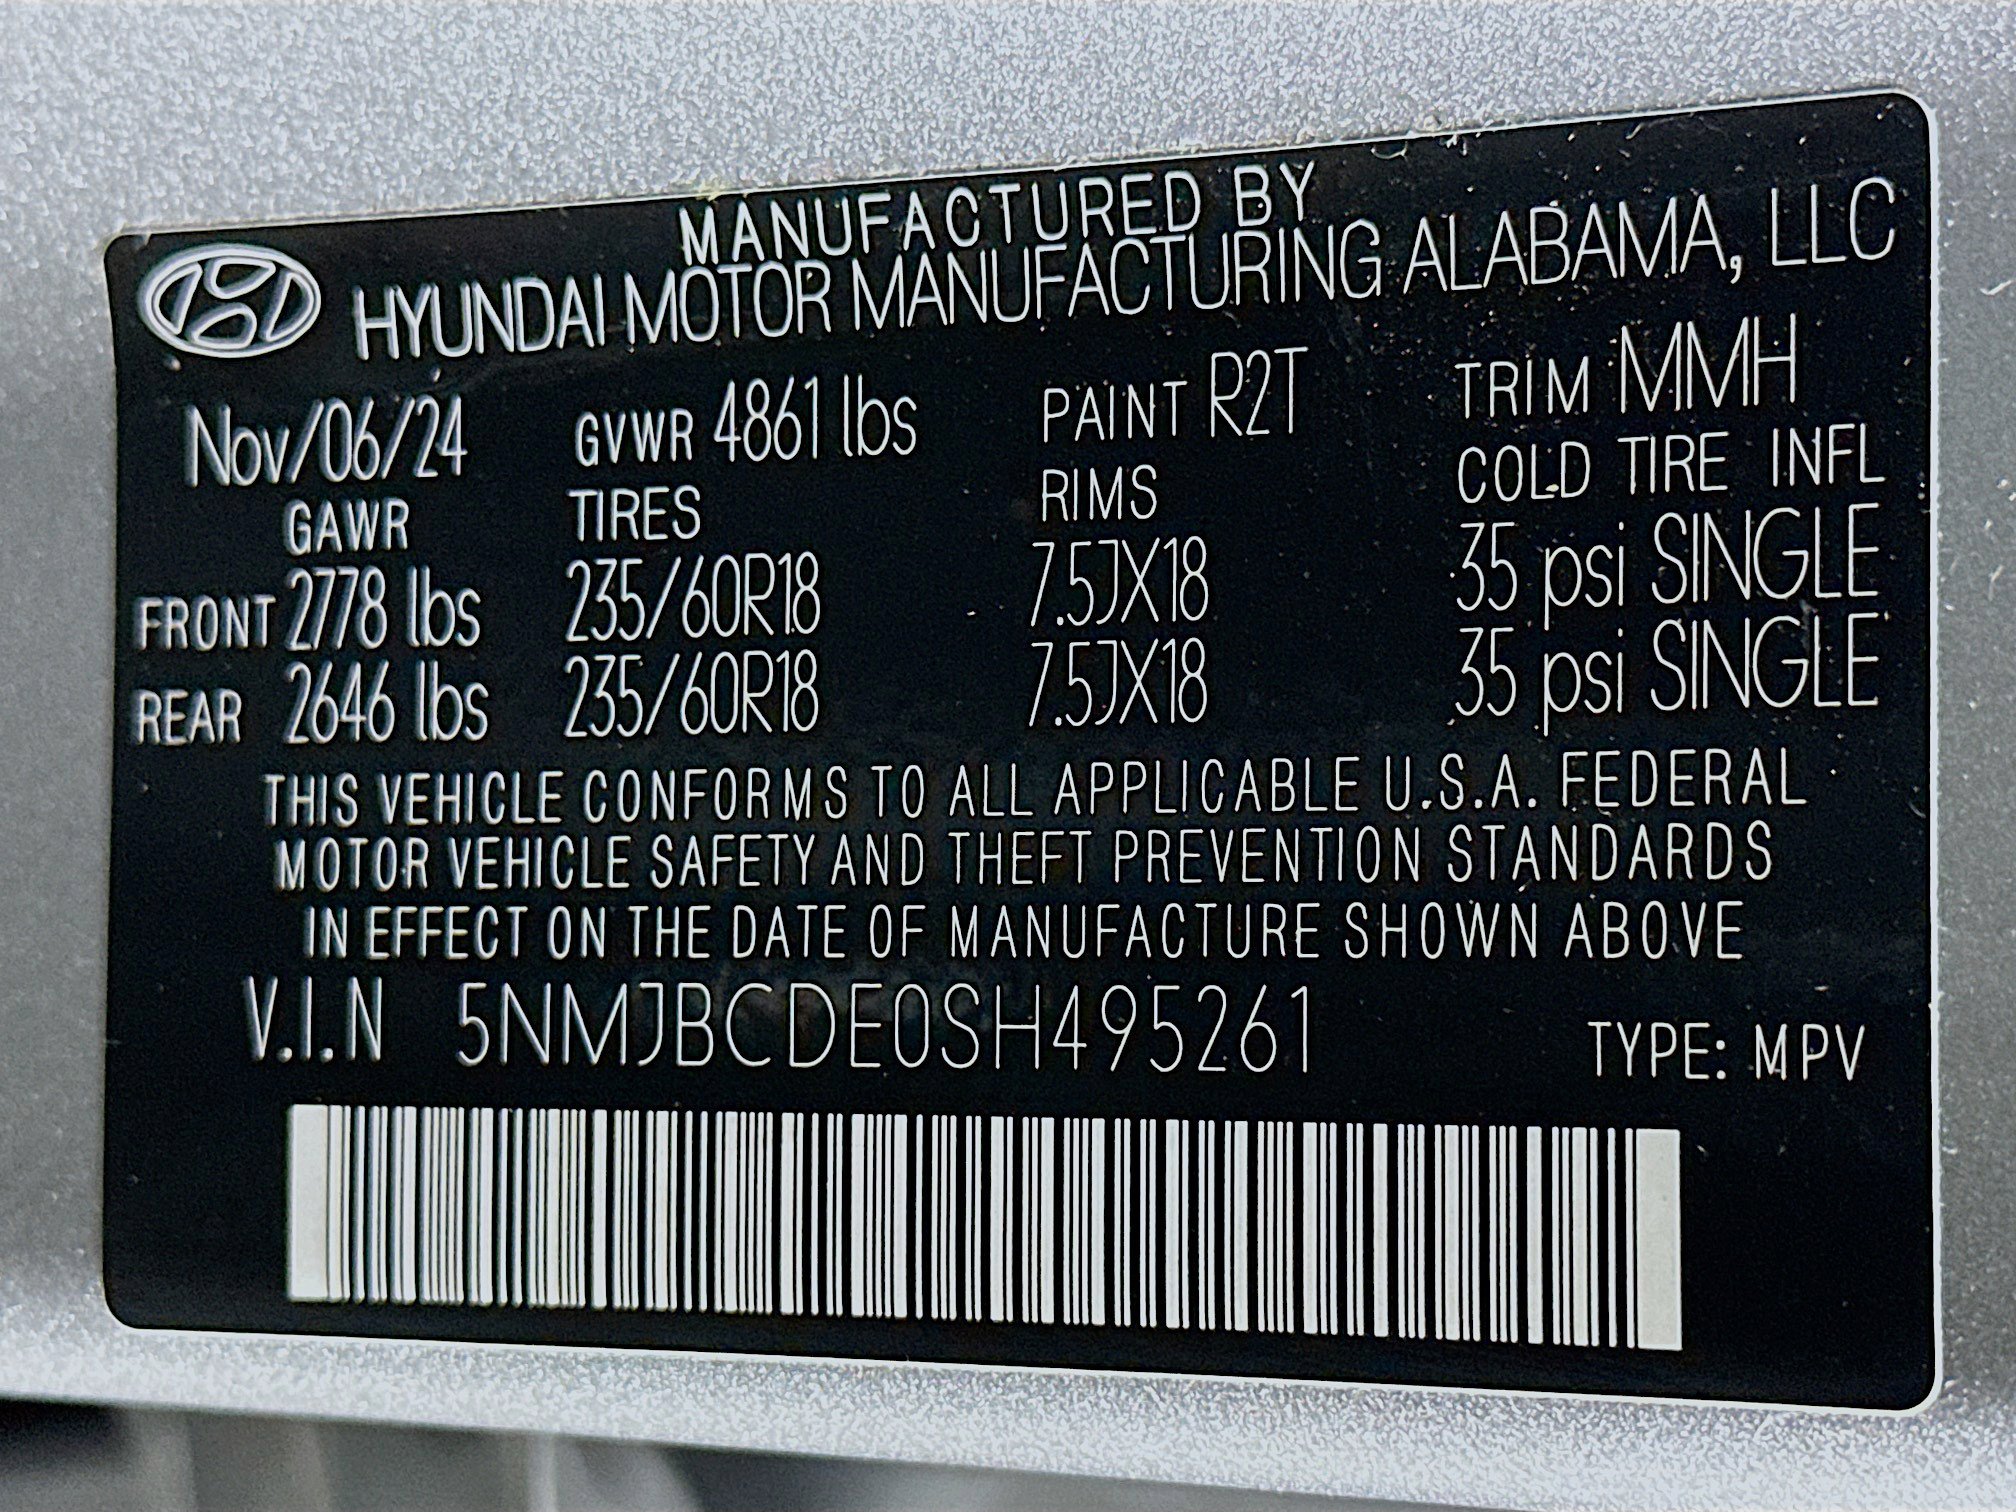 MANUFACTURED BY
HYUNDAI MOTOR MANUFACTURING ALABAMA, LLC
Nov/06/24 GVWR 4861 lbs PAINT R2T TRIM MMH
GAWR TIRES RIMS COLD TIRE INFL
FRONT 2778 lbs 235/60R18 7.5JX18 35 psi SINGLE
REAR 2646 lbs 235/60R18 7.5JX18 35 psi SINGLE
THIS VEHICLE CONFORMS TO ALL APPLICABLE U.S.A. FEDERAL
MOTOR VEHICLE SAFETY AND THEFT PREVENTION STANDARDS
IN EFFECT ON THE DATE OF MANUFACTURE SHOWN ABOVE
V.I.N 5NMJBCDE0SH495261 TYPE: MPV